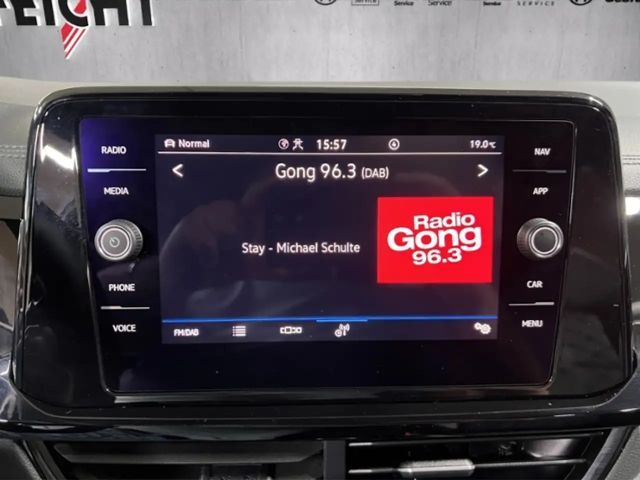 FEICHT
Service
Service
SERVICE
RADIO
MEDIA
PHONE
VOICE
Normal
15:57
19.0°C
Gong 96.3 (DAB)
Stay - Michael Schulte
Radio
Gong
96.3
FM/DAB
NAV
APP
CAR
MENU